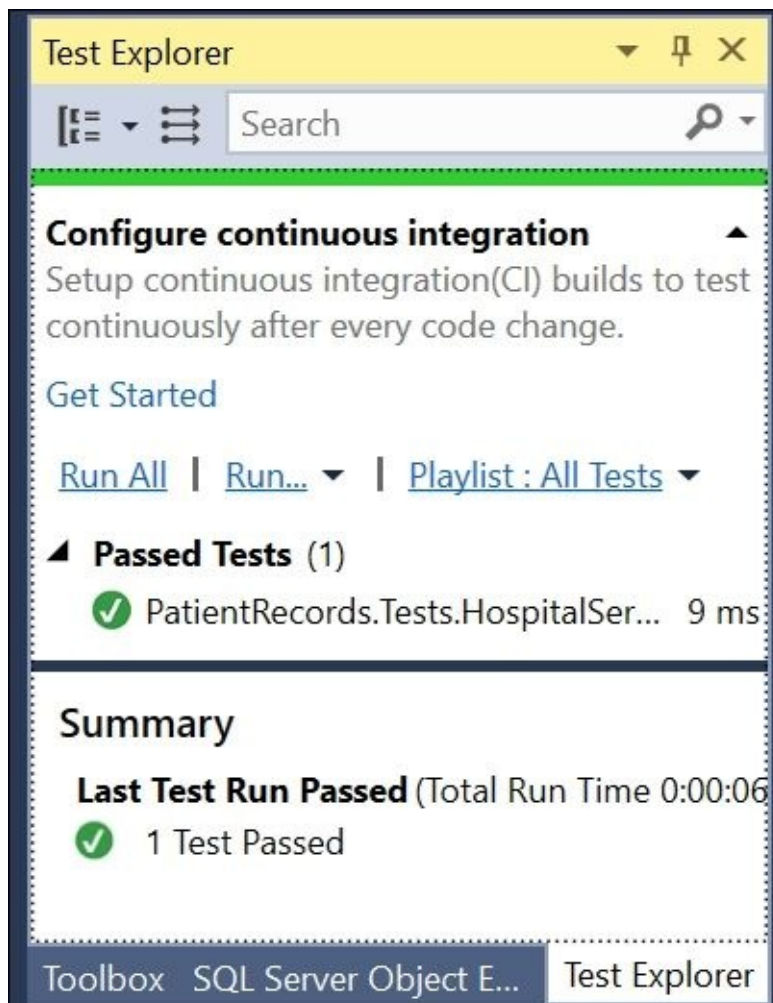 Test Explorer
Search
Configure continuous integration
Setup continuous integration(CI) builds to test
continuously after every code change.
Get Started
Run All | Run... | Playlist : All Tests
Passed Tests (1)
PatientRecords.Tests.HospitalSer... 9 ms
Summary
Last Test Run Passed (Total Run Time 0:00:06
1 Test Passed
Toolbox SQL Server Object E... Test Explorer